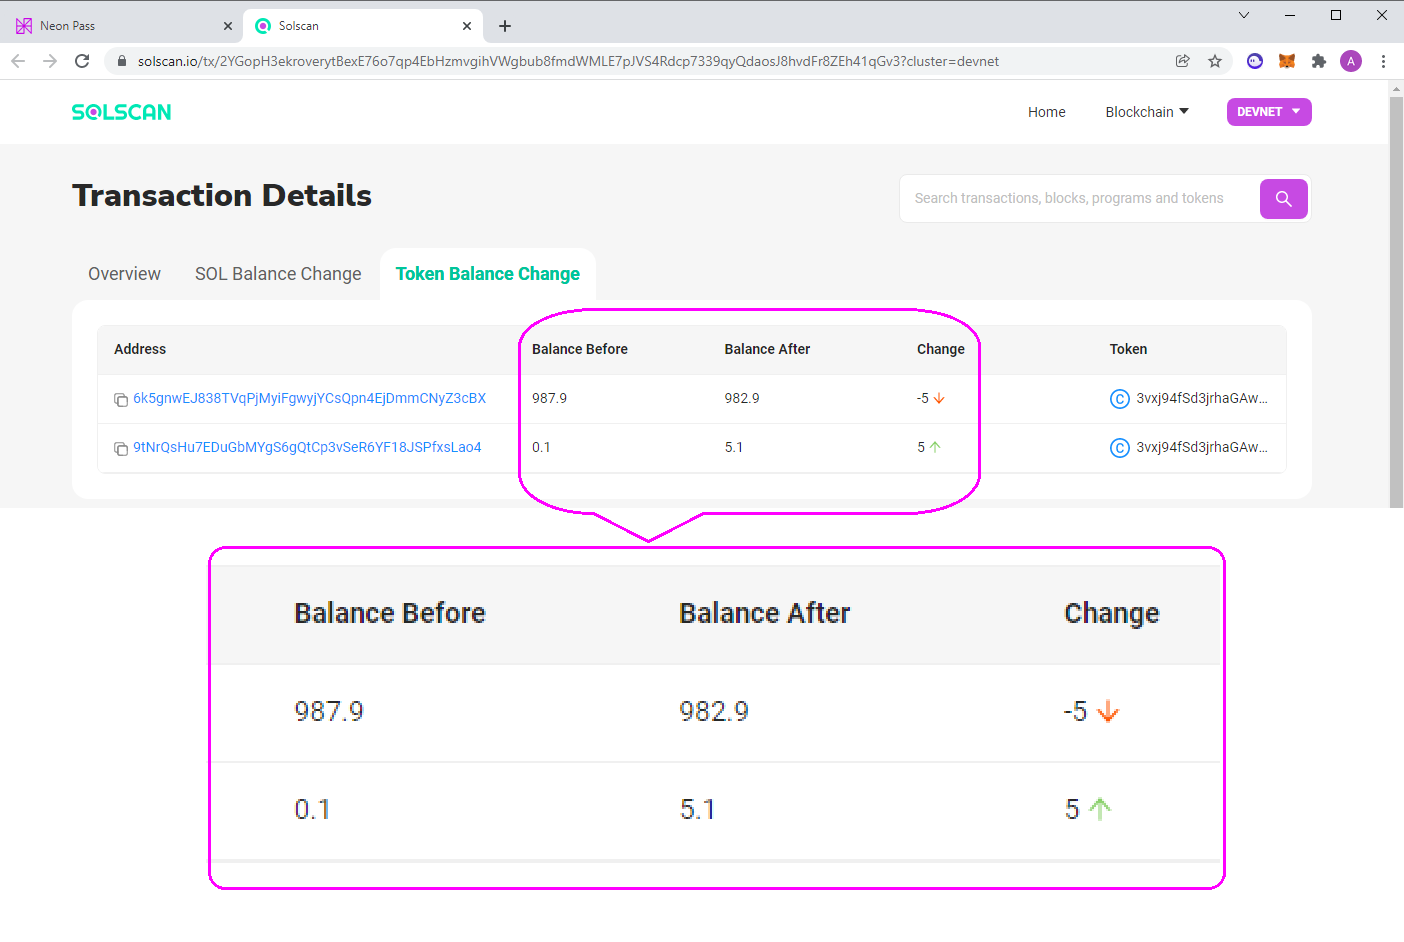 Neon Pass
Solscan
solscan.io/tx/2YGopH3ekroverytBexE76o7qp4EbHzmvgihVWgbub8fmdWMLE7pJVS4Rdcp7339qyQdaosJ8hvdFr8ZEh41qGv3?cluster=devnet
A
SOLSCAN
Home Blockchain DEVNET
Transaction Details
Search transactions, blocks, programs and tokens
Overview SOL Balance Change Token Balance Change
Address Balance Before Balance After Change Token
6k5gnwEJ838TVqPjMyiFgwyjYCsQpn4EjDmmCNyZ3cBX 987.9 982.9 -5 C 3vxj94fSd3jrhaGAw...
9tNrQsHu7EDuGbMYgS6gQtCp3vSeR6YF18JSPfxsLao4 0.1 5.1 5 C 3vxj94fSd3jrhaGAw...
Balance Before Balance After Change
987.9 982.9 -5
0.1 5.1 5